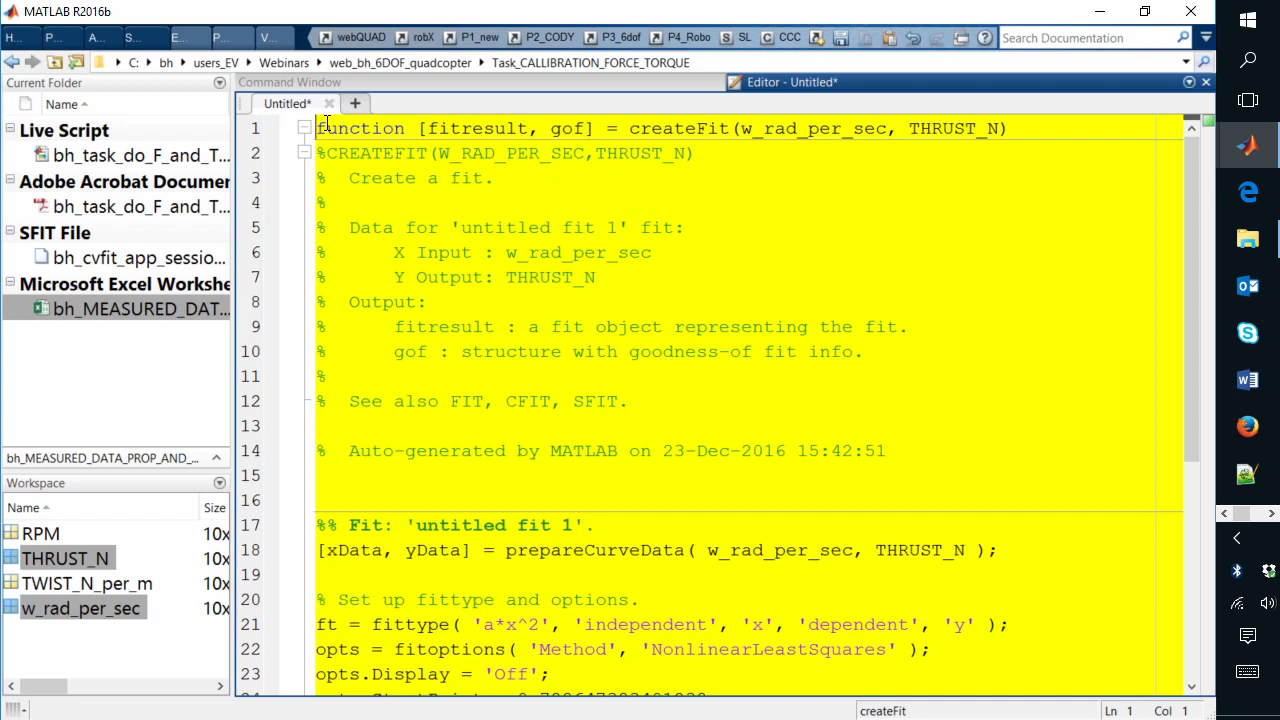 MATLAB R2016b
H... P... A... S... E... P... V... webQUAD robX P1_new P2_CODY P3_6dof P4_Robo SL CCC Search Documentation
C: bh users_EV Webinars web_bh_6DOF_quadcopter Task_CALLIBRATION_FORCE_TORQUE
Current Folder
Command Window
Editor - Untitled*
Name
Untitled*
Live Script
bh_task_do_F_and_T...
Adobe Acrobat Documen
bh_task_do_F_and_T...
SFIT File
bh_cvfit_app_sessio...
Microsoft Excel Workshe
bh_MEASURED_DAT...
bh_MEASURED_DATA_PROP_AND_...
Workspace
Name Size
RPM 10x
THRUST_N 10x
TWIST_N_per_m 10x
w_rad_per_sec 10x
1 function [fitresult, gof] = createFit(w_rad_per_sec, THRUST_N)
2 %CREATEFIT(W_RAD_PER_SEC,THRUST_N)
3 % Create a fit.
4 %
5 % Data for 'untitled fit 1' fit:
6 % X Input : w_rad_per_sec
7 % Y Output: THRUST_N
8 % Output:
9 % fitresult : a fit object representing the fit.
10 % gof : structure with goodness-of fit info.
11 %
12 % See also FIT, CFIT, SFIT.
13
14 % Auto-generated by MATLAB on 23-Dec-2016 15:42:51
15
16
17 %% Fit: 'untitled fit 1'.
18 [xData, yData] = prepareCurveData( w_rad_per_sec, THRUST_N );
19
20 % Set up fittype and options.
21 ft = fittype( 'a*x^2', 'independent', 'x', 'dependent', 'y' );
22 opts = fitoptions( 'Method', 'NonlinearLeastSquares' );
23 opts.Display = 'Off';
createFit Ln 1 Col 1